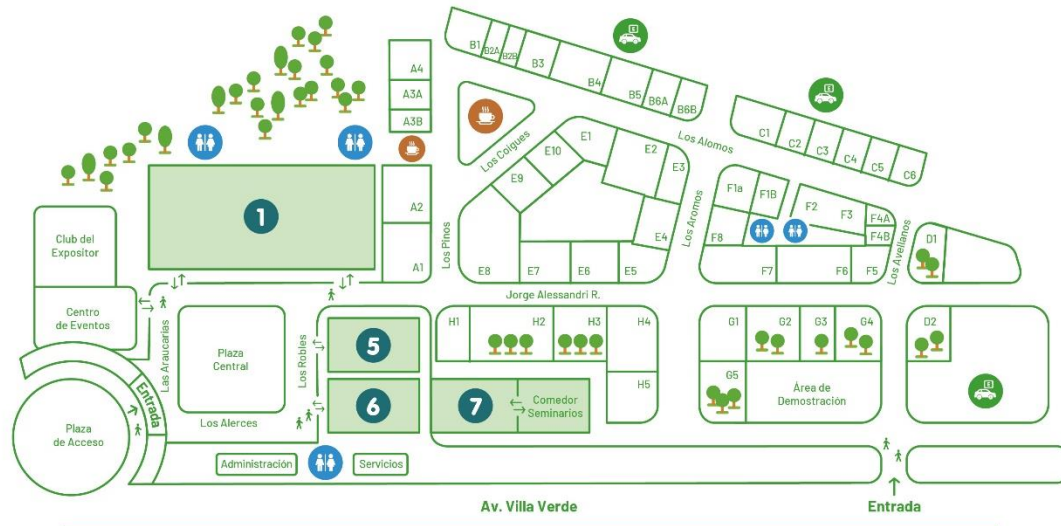 B1
B2A
B2B
B3
B4
B5
B6A
B6B
A4
A3A
A3B
Los Coigues
Los Alomos
C1
C2
C3
C4
C5
C6
E1
E2
E3
E4
E5
E6
E7
E8
E9
E10
F1a
F1B
F2
F3
F4A
F4B
F5
F6
F7
F8
A2
A1
1
Los Pinos
Los Aromos
Los Avellanos
D1
Club del
Expositor
Centro
de Eventos
Jorge Alessandri R.
Las Araucarias
Plaza
Central
Los Robles
5
6
7
Comedor
Seminarios
H1
H2
H3
H4
H5
G1
G2
G3
G4
G5
Área de
Demostración
D2
Entrada
Plaza
de Acceso
Los Alerces
Administración
Servicios
Av. Villa Verde
Entrada